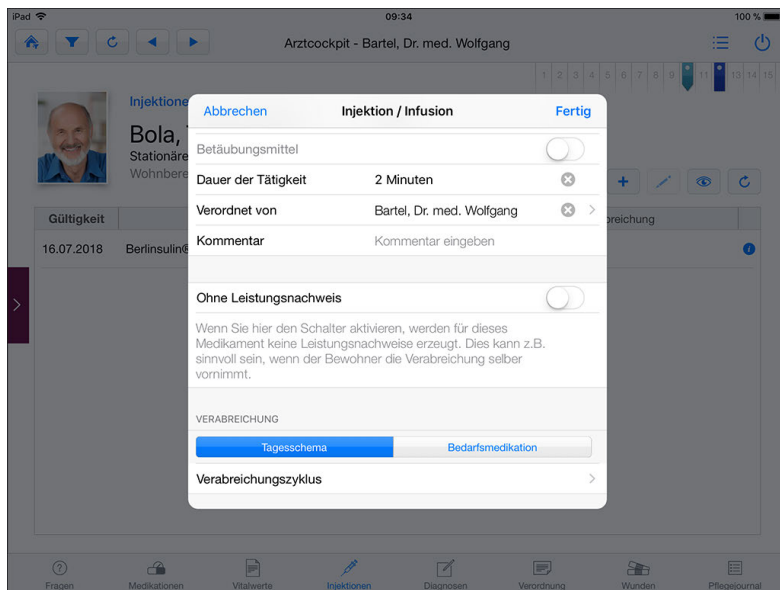 iPad 09:34 100 %
Arztcockpit - Bartel, Dr. med. Wolfgang
1 2 3 4 5 6 7 8 9 11 13 14 15
Injektione
Bola,
Stationäre
Wohnbere
Abbrechen Injektion / Infusion Fertig
Betäubungsmittel
Dauer der Tätigkeit 2 Minuten
Verordnet von Bartel, Dr. med. Wolfgang
Kommentar Kommentar eingeben
Ohne Leistungsnachweis
Wenn Sie hier den Schalter aktivieren, werden für dieses
Medikament keine Leistungsnachweise erzeugt. Dies kann z.B.
sinnvoll sein, wenn der Bewohner die Verabreichung selber
vornimmt.
VERABREICHUNG
Tagesschema Bedarfsmedikation
Verabreichungszyklus
Gültigkeit breichung
16.07.2018 Berlinsulin®
Fragen Medikationen Vitalwerte Injektionen Diagnosen Verordnung Wunden Pflegejournal